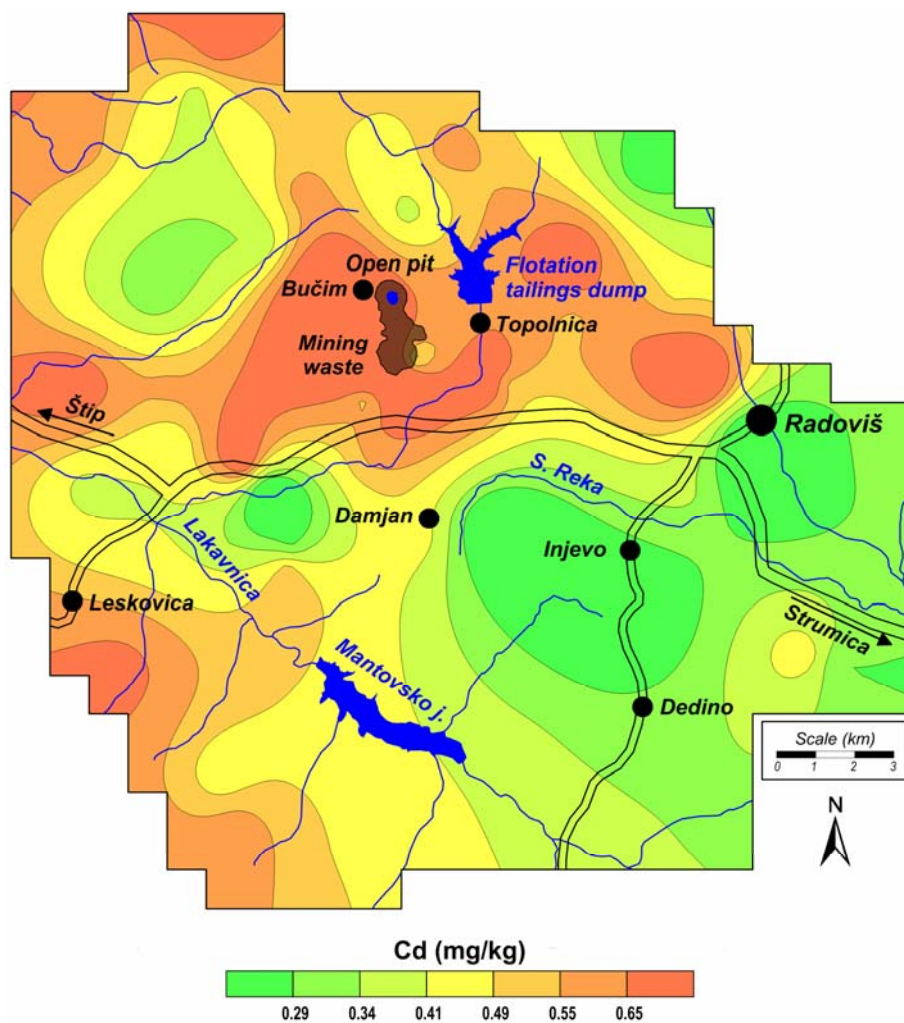 Open pit
Bučim
Flotation
tailings dump
Topolnica
Mining
waste
Štip
Radoviš
S. Reka
Damjan
Injevo
Lakavnica
Leskovica
Strumica
Mantovsko j.
Dedino
Scale (km)
0 1 2 3
N
Cd (mg/kg)
0.29 0.34 0.41 0.49 0.55 0.65